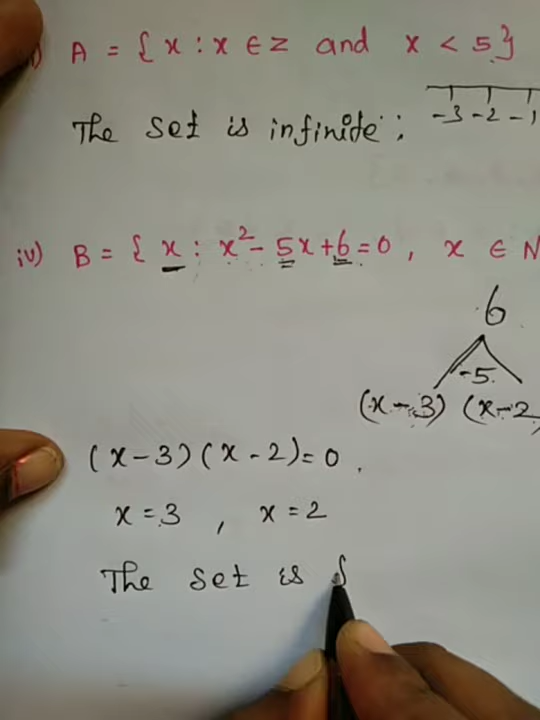 A = { x : x ∈ z and x < 5 }
The set is infinite ;
-3 -2 -1
iv) B = { x : x² - 5x + 6 = 0 , x ∈ N
6
-5
(x - 3) (x - 2)
(x - 3) (x - 2) = 0 .
x = 3 , x = 2
The set is